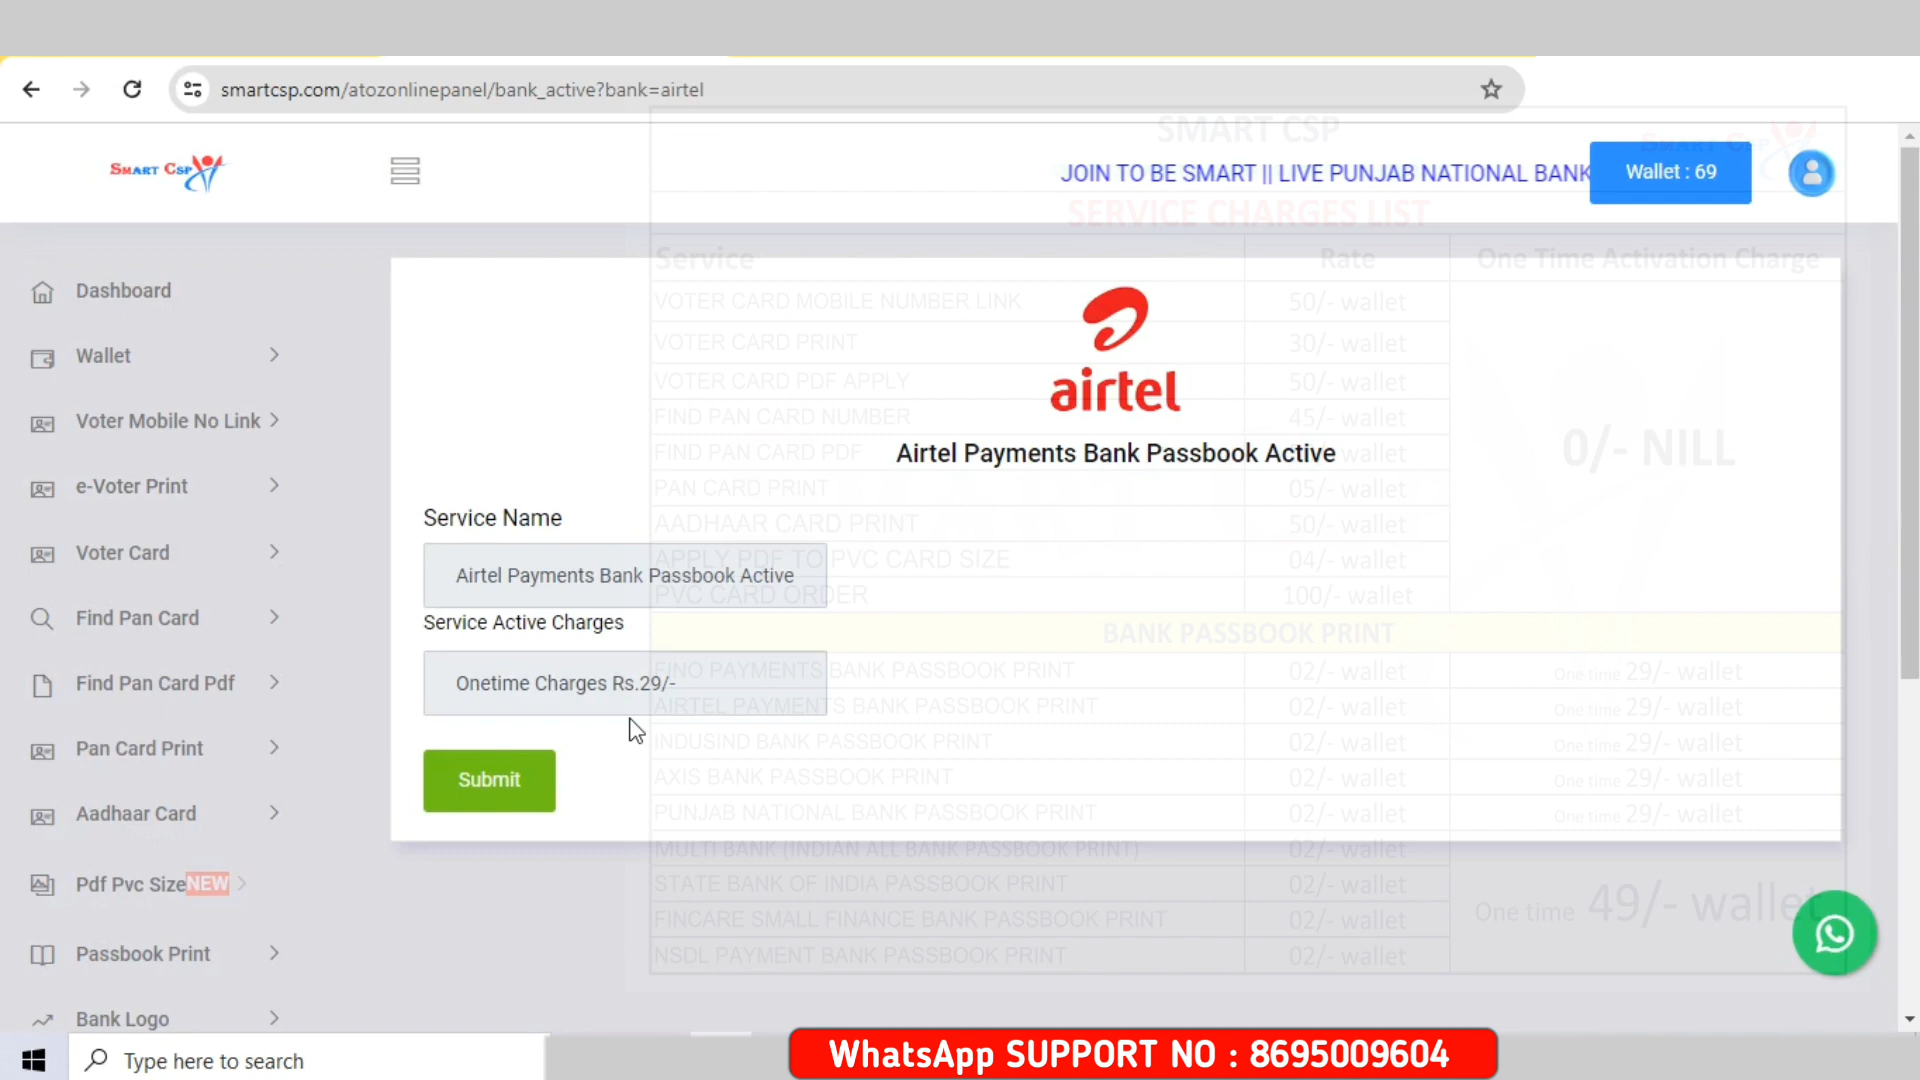 smartcsp.com/atozonlinepanel/bank_active?bank=airtel
SMART CSP
SMART CSP
SMART CSP
JOIN TO BE SMART || LIVE PUNJAB NATIONAL BANK
Wallet : 69
SERVICE CHARGES LIST
Service Rate One Time Activation Charge
Dashboard
Wallet
Voter Mobile No Link
e-Voter Print
Voter Card
Find Pan Card
Find Pan Card Pdf
Pan Card Print
Aadhaar Card
Pdf Pvc Size NEW
Passbook Print
Bank Logo
airtel
Airtel Payments Bank Passbook Active
Service Name
Airtel Payments Bank Passbook Active
Service Active Charges
Onetime Charges Rs.29/-
Submit
VOTER CARD MOBILE NUMBER LINK 50/- wallet
VOTER CARD PRINT 30/- wallet
VOTER CARD PDF APPLY 50/- wallet
FIND PAN CARD NUMBER 45/- wallet
FIND PAN CARD PDF wallet
PAN CARD PRINT 05/- wallet
AADHAAR CARD PRINT 50/- wallet
APPLY PDF TO PVC CARD SIZE 04/- wallet
PVC CARD ORDER 100/- wallet
0/- NILL
BANK PASSBOOK PRINT
FINO PAYMENTS BANK PASSBOOK PRINT 02/- wallet One time 29/- wallet
AIRTEL PAYMENTS BANK PASSBOOK PRINT 02/- wallet One time 29/- wallet
INDUSIND BANK PASSBOOK PRINT 02/- wallet One time 29/- wallet
AXIS BANK PASSBOOK PRINT 02/- wallet One time 29/- wallet
PUNJAB NATIONAL BANK PASSBOOK PRINT 02/- wallet One time 29/- wallet
MULTI BANK (INDIAN ALL BANK PASSBOOK PRINT) 02/- wallet
STATE BANK OF INDIA PASSBOOK PRINT 02/- wallet
FINCARE SMALL FINANCE BANK PASSBOOK PRINT 02/- wallet
NSDL PAYMENT BANK PASSBOOK PRINT 02/- wallet
One time 49/- wallet
Type here to search
WhatsApp SUPPORT NO : 8695009604